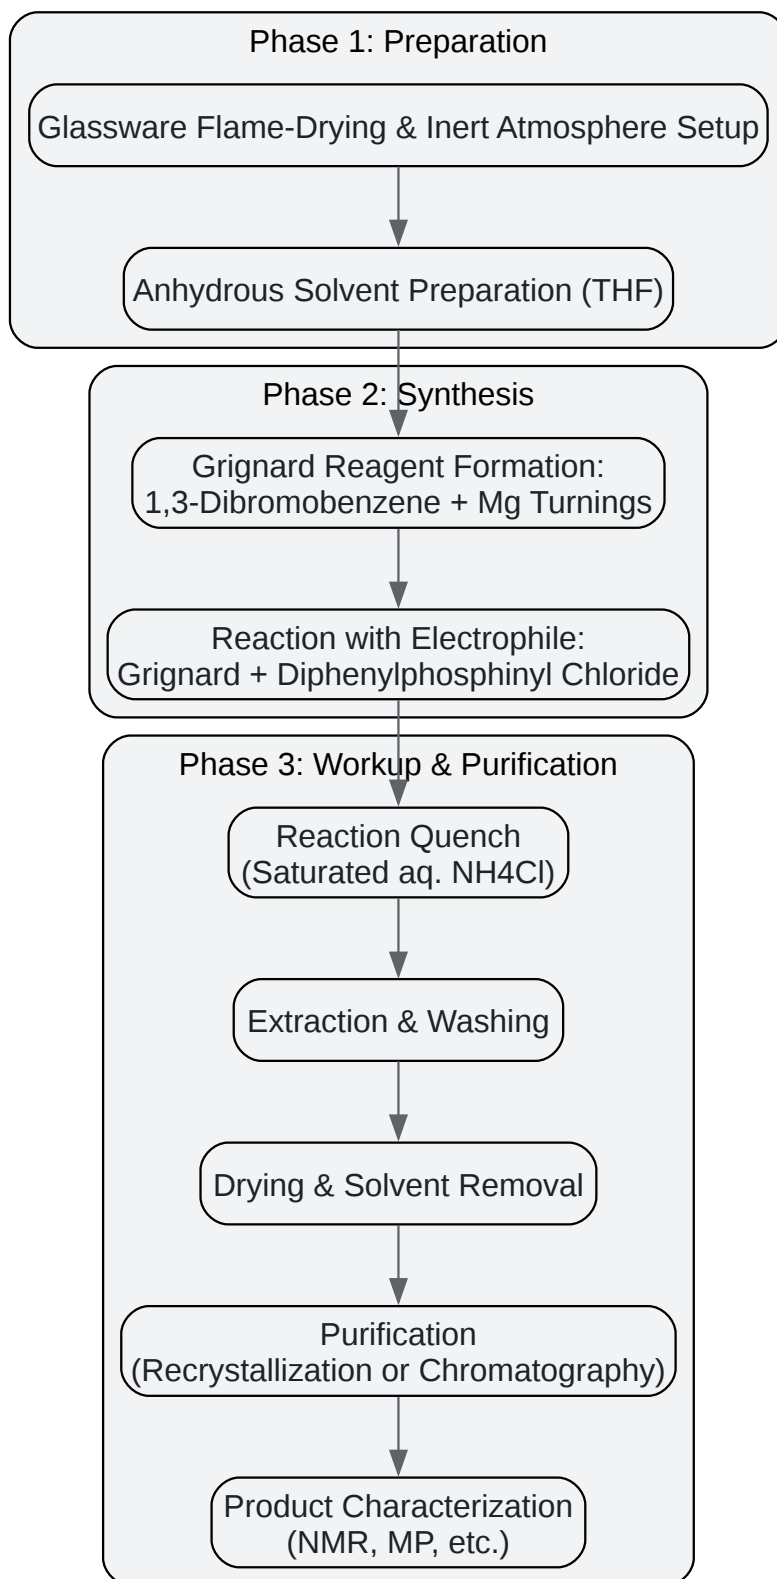 Phase 1: Preparation
Glassware Flame-Drying & Inert Atmosphere Setup
Anhydrous Solvent Preparation (THF)
Phase 2: Synthesis
Grignard Reagent Formation:
1,3-Dibromobenzene + Mg Turnings
Reaction with Electrophile:
Grignard + Diphenylphosphinyl Chloride
Phase 3: Workup & Purification
Reaction Quench
(Saturated aq. NH4Cl)
Extraction & Washing
Drying & Solvent Removal
Purification
(Recrystallization or Chromatography)
Product Characterization
(NMR, MP, etc.)